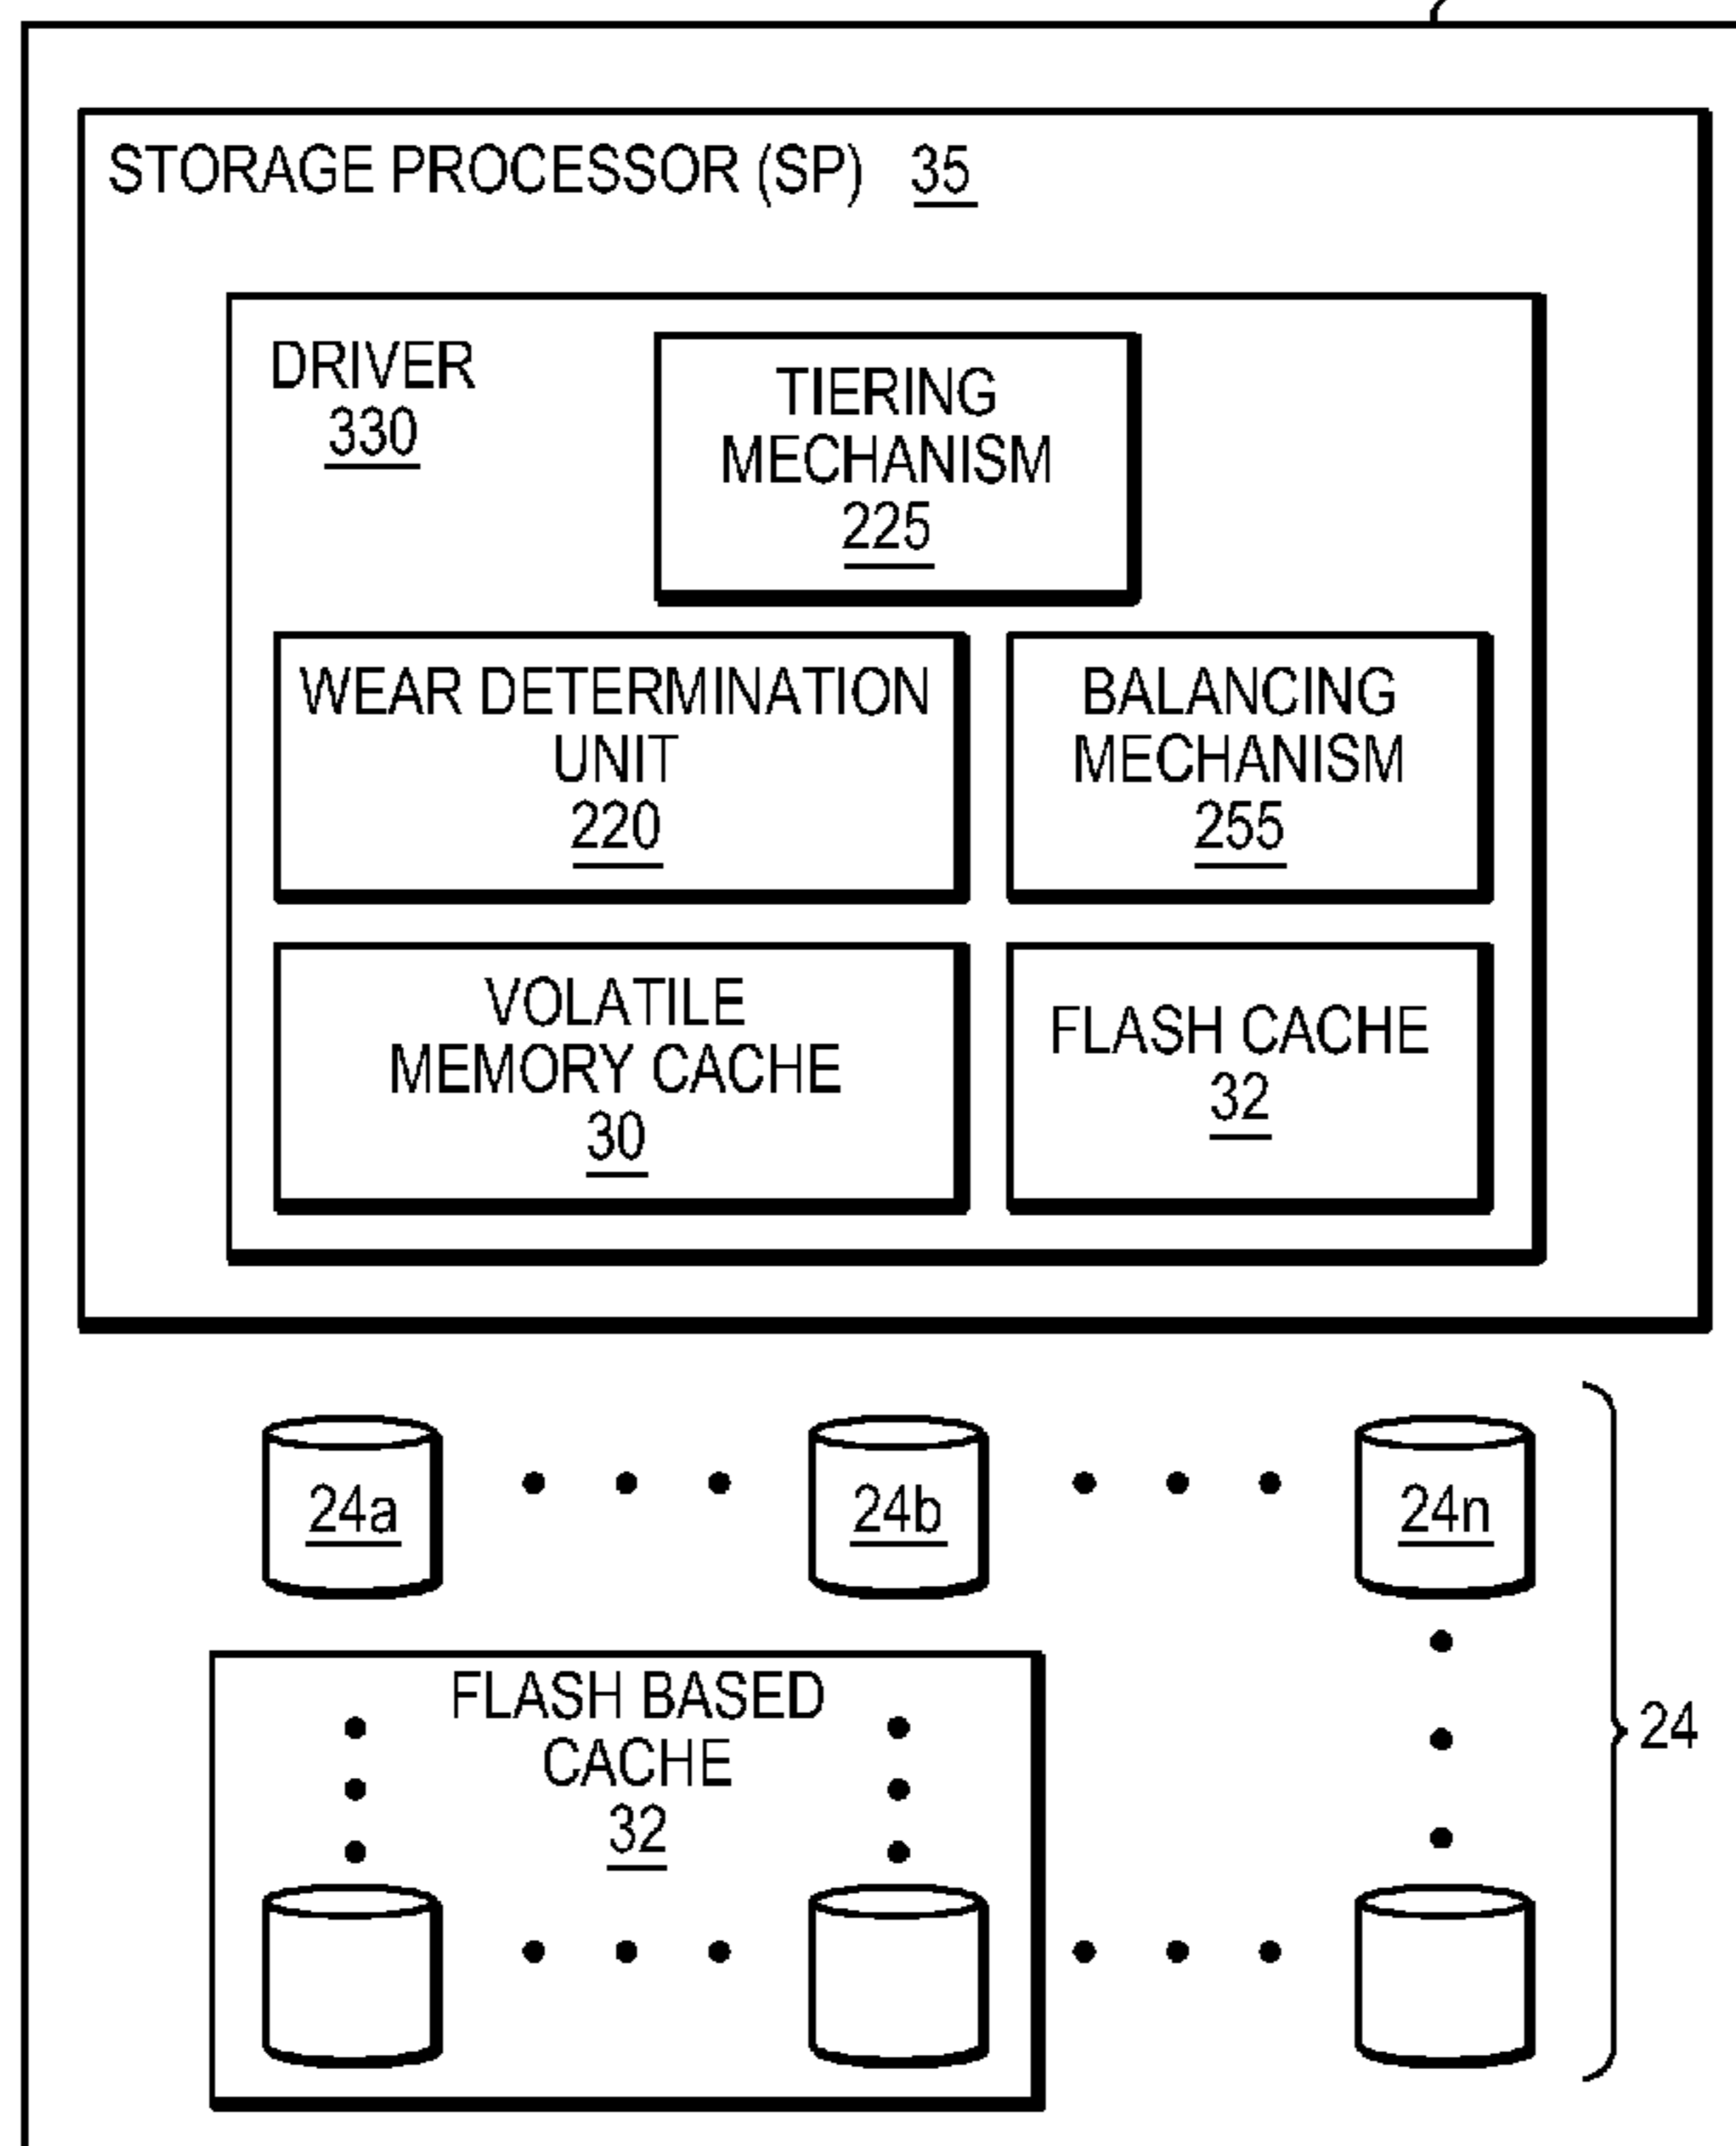 STORAGE PROCESSOR (SP) 35
DRIVER
330
TIERING
MECHANISM
225
WEAR DETERMINATION
UNIT
220
BALANCING
MECHANISM
255
VOLATILE
MEMORY CACHE
30
FLASH CACHE
32
24a
24b
24n
FLASH BASED
CACHE
32
24